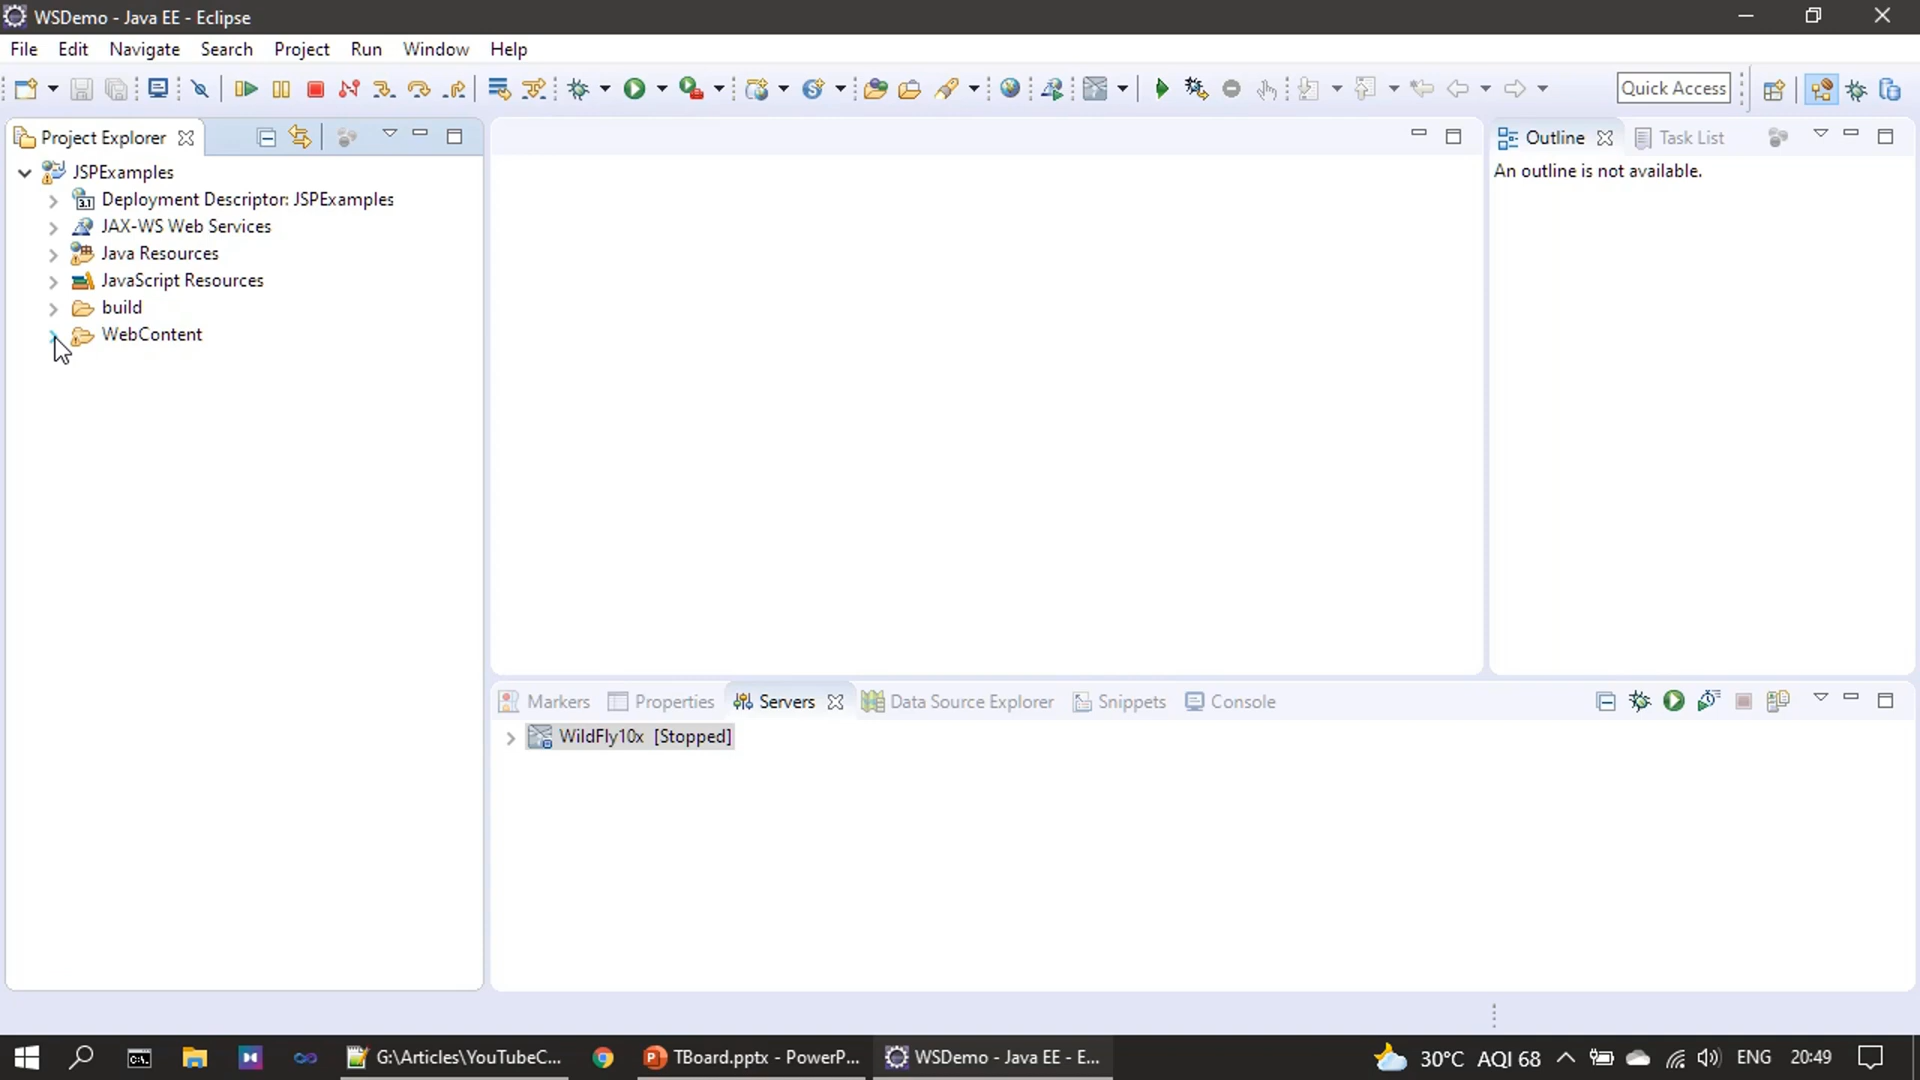 WSDemo - Java EE - Eclipse
File Edit Navigate Search Project Run Window Help
Quick Access
Project Explorer
JSPExamples
Deployment Descriptor: JSPExamples
3.1
JAX-WS Web Services
Java Resources
JavaScript Resources
build
WebContent
Outline Task List
An outline is not available.
Markers Properties Servers Data Source Explorer Snippets Console
WildFly10x [Stopped]
G:\Articles\YouTubeC... TBoard.pptx - PowerP... WSDemo - Java EE - E... 30°C AQI 68 ENG 20:49